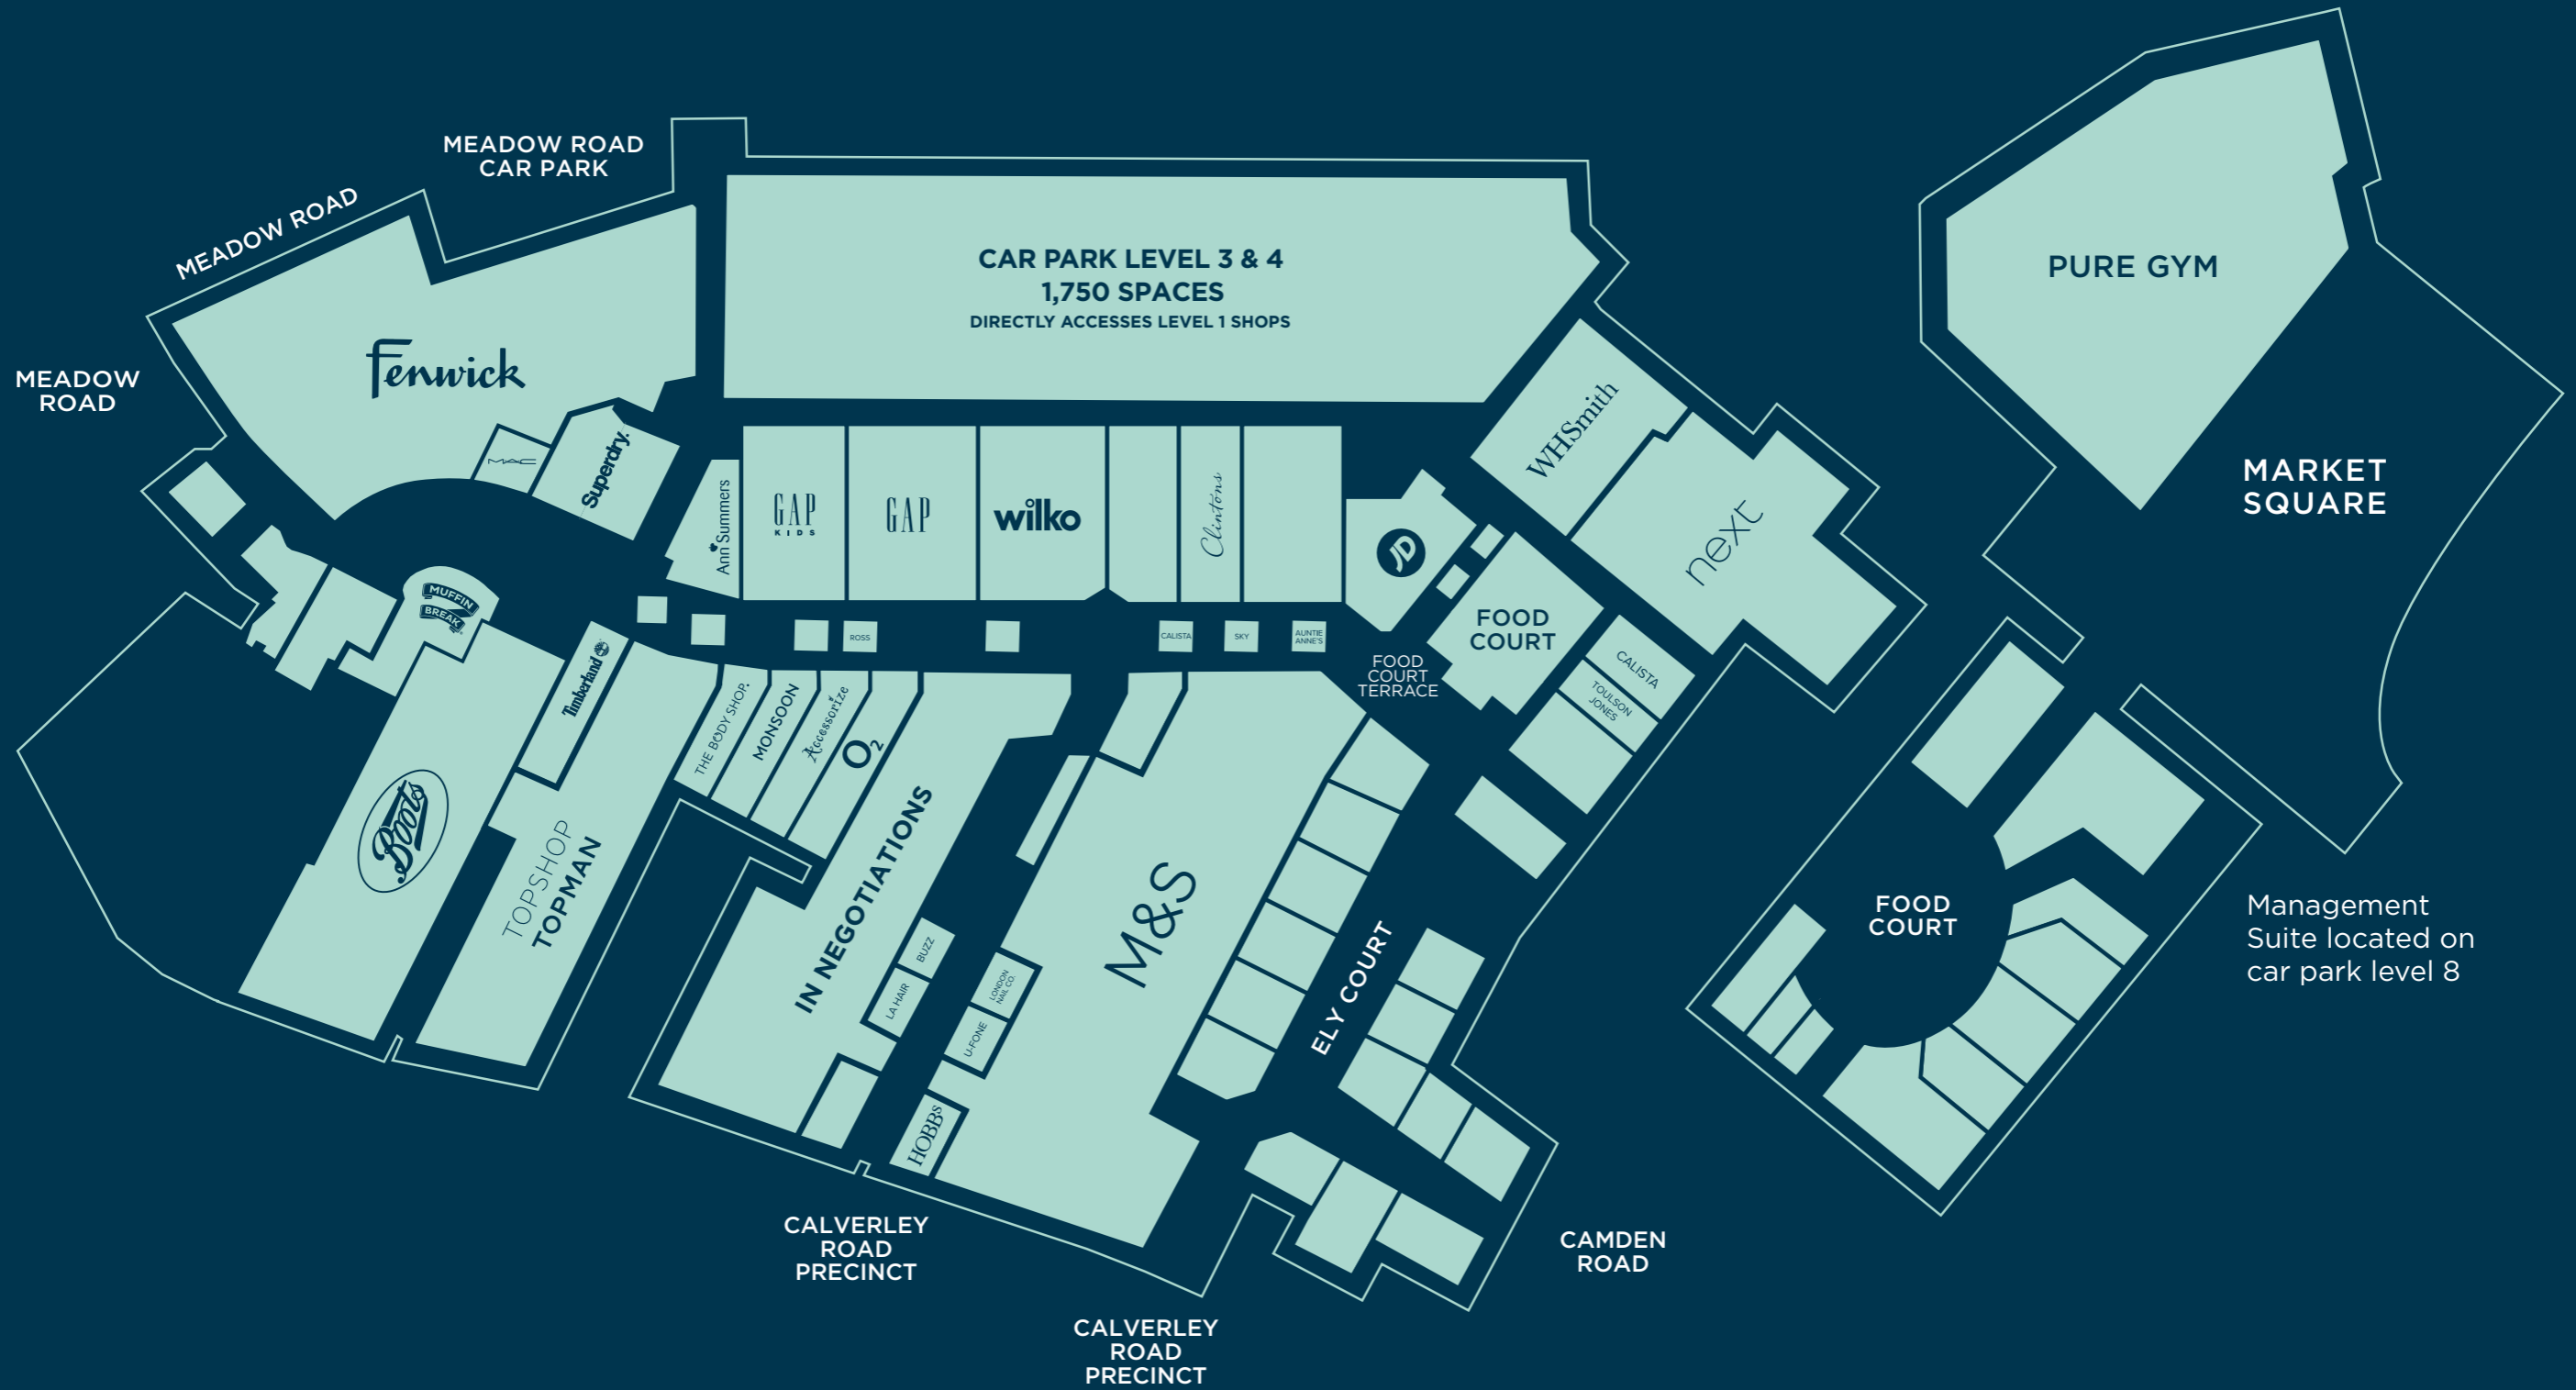 MEADOW ROAD
CAR PARK
MEADOW ROAD
MEADOW
ROAD
CAR PARK LEVEL 3 & 4
1,750 SPACES
DIRECTLY ACCESSES LEVEL 1 SHOPS
PURE GYM
MARKET
SQUARE
Fenwick
MAC
Superdry.
Ann Summers
GAP
KIDS
GAP
wilko
Clintons
JD
WHSmith
next
FOOD
COURT
MUFFIN
BREAK
ROSS
CALISTA
SKY
AUNTIE
ANNE'S
FOOD
COURT
TERRACE
CALISTA
TOULSON
JONES
Timberland
THE BODY SHOP.
MONSOON
Accessorize
O2
Boots
TOPSHOP
TOPMAN
IN NEGOTIATIONS
BUZZ
LA HAIR
LONDON
NAIL CO.
U-FONE
HOBBS
M&S
ELY COURT
FOOD
COURT
Management
Suite located on
car park level 8
CALVERLEY
ROAD
PRECINCT
CAMDEN
ROAD
CALVERLEY
ROAD
PRECINCT